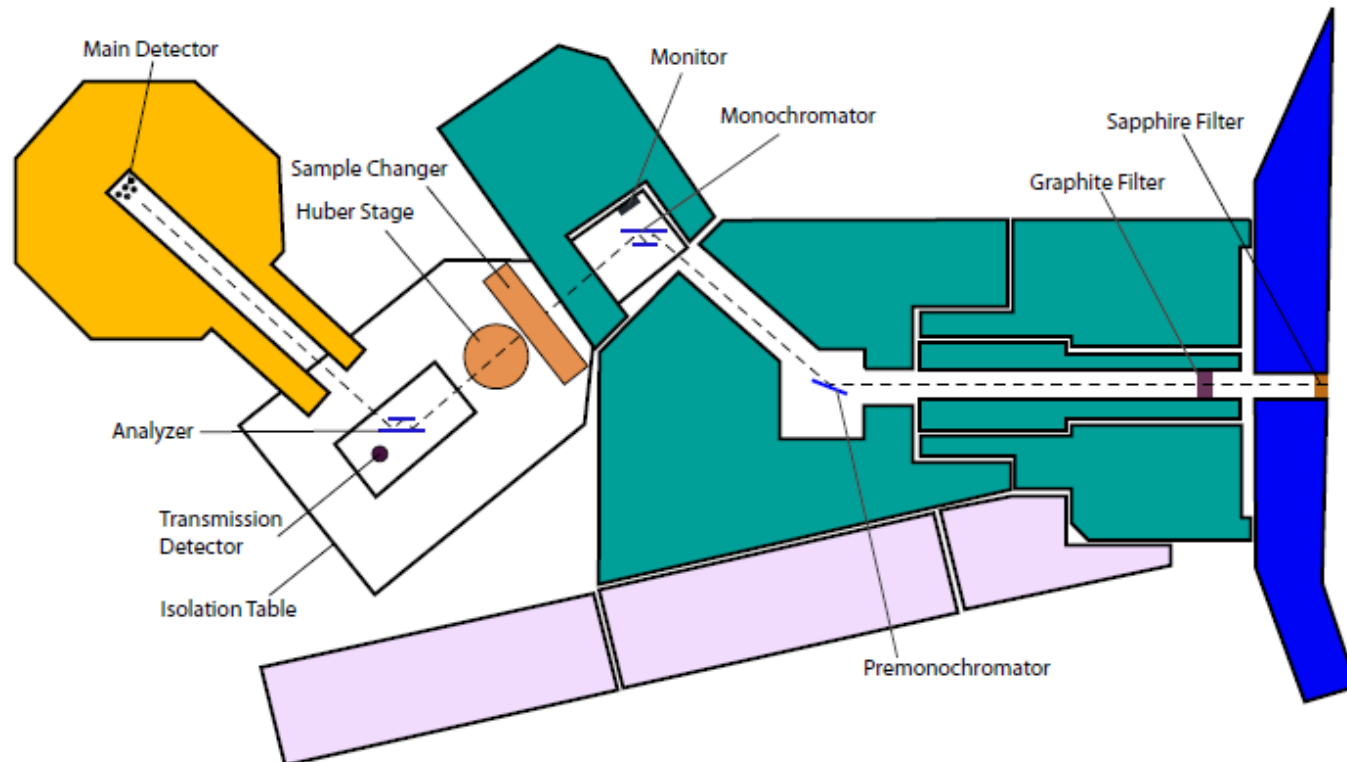 Main Detector
Monitor
Monochromator
Sapphire Filter
Sample Changer
Graphite Filter
Huber Stage
Analyzer
Transmission
Detector
Isolation Table
Premonochromator